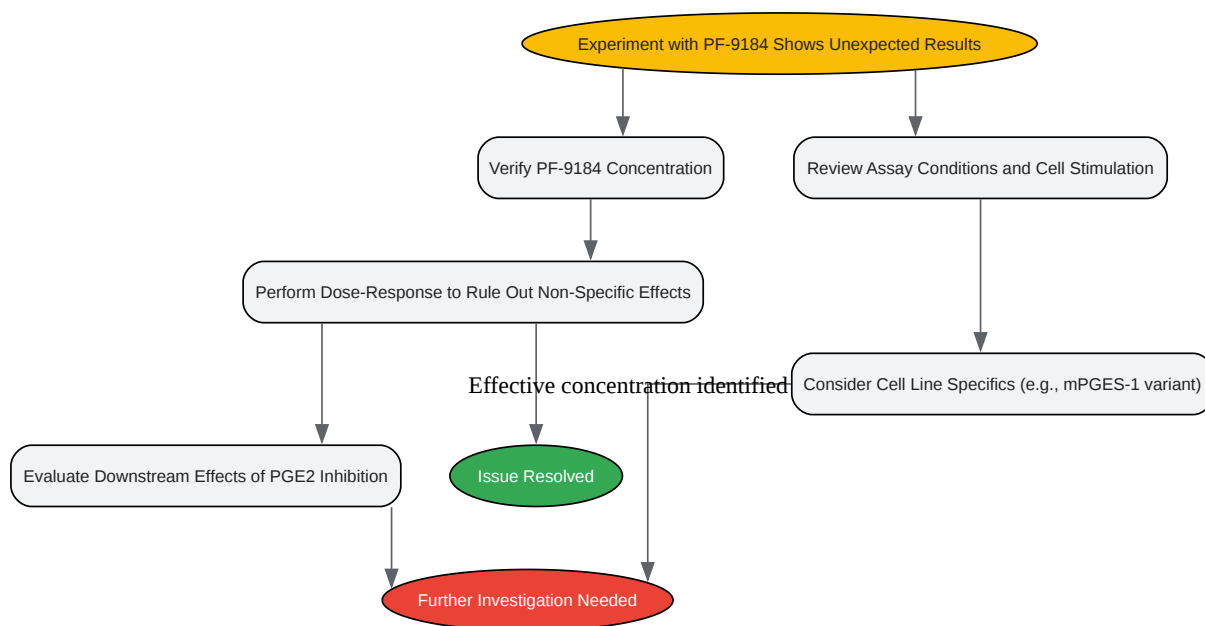 Experiment with PF-9184 Shows Unexpected Results
Verify PF-9184 Concentration
Review Assay Conditions and Cell Stimulation
Perform Dose-Response to Rule Out Non-Specific Effects
Effective concentration identified
Consider Cell Line Specifics (e.g., mPGES-1 variant)
Evaluate Downstream Effects of PGE2 Inhibition
Issue Resolved
Further Investigation Needed